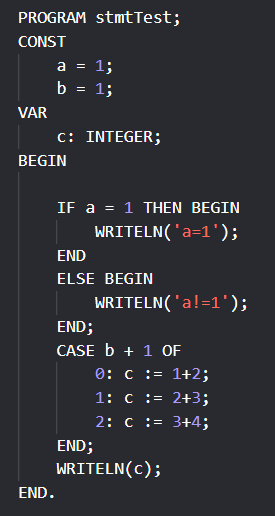 PROGRAM stmtTest;
CONST
    a = 1;
    b = 1;
VAR
    c: INTEGER;
BEGIN

    IF a = 1 THEN BEGIN
        WRITELN('a=1');
    END
    ELSE BEGIN
        WRITELN('a!=1');
    END;
    CASE b + 1 OF
        0: c := 1+2;
        1: c := 2+3;
        2: c := 3+4;
    END;
    WRITELN(c);
END.